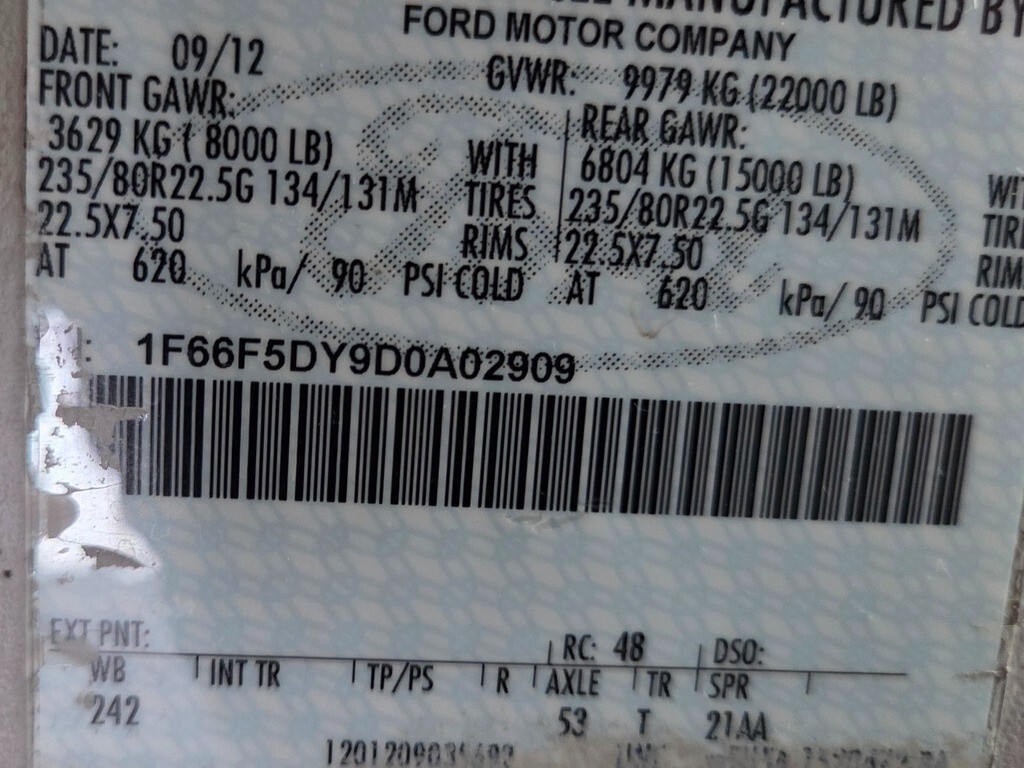 MANUFACTURED BY
FORD MOTOR COMPANY
DATE: 09/12
GVWR: 9979 KG (22000 LB)
FRONT GAWR:
3629 KG ( 8000 LB) WITH
235/80R22.5G 134/131M TIRES
22.5X7.50 RIMS
AT 620 kPa/ 90 PSI COLD
REAR GAWR:
6804 KG (15000 LB)
235/80R22.5G 134/131M
22.5X7.50
AT 620 kPa/ 90 PSI COLD
1F66F5DY9D0A02909
EXT PNT: RC: 48 DSO:
WB INT TR TP/PS R AXLE TR SPR
242 53 T 21AA